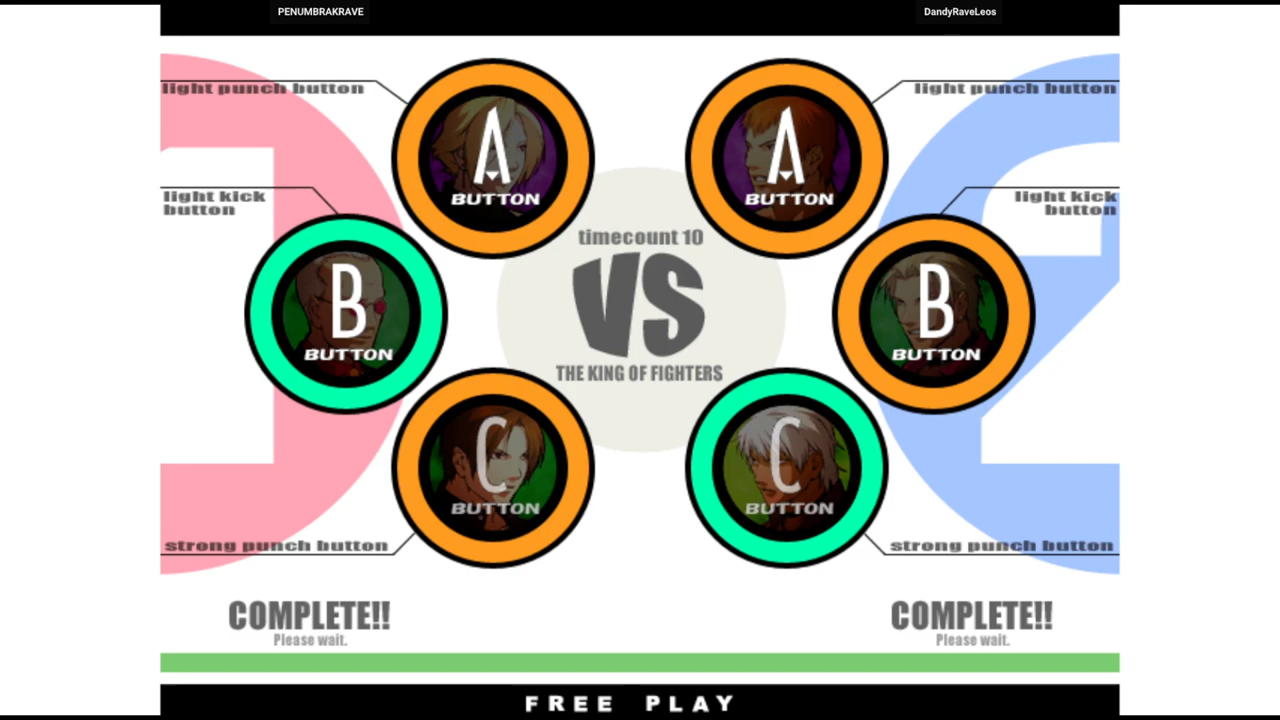 PENUMBRAKRAVE
DandyRaveLeos
light punch button
A
BUTTON
A
BUTTON
light punch button
light kick
button
light kick
button
timecount 10
VS
THE KING OF FIGHTERS
B
BUTTON
B
BUTTON
C
BUTTON
C
BUTTON
strong punch button
strong punch button
COMPLETE!!
Please wait.
COMPLETE!!
Please wait.
FREE PLAY
1
2